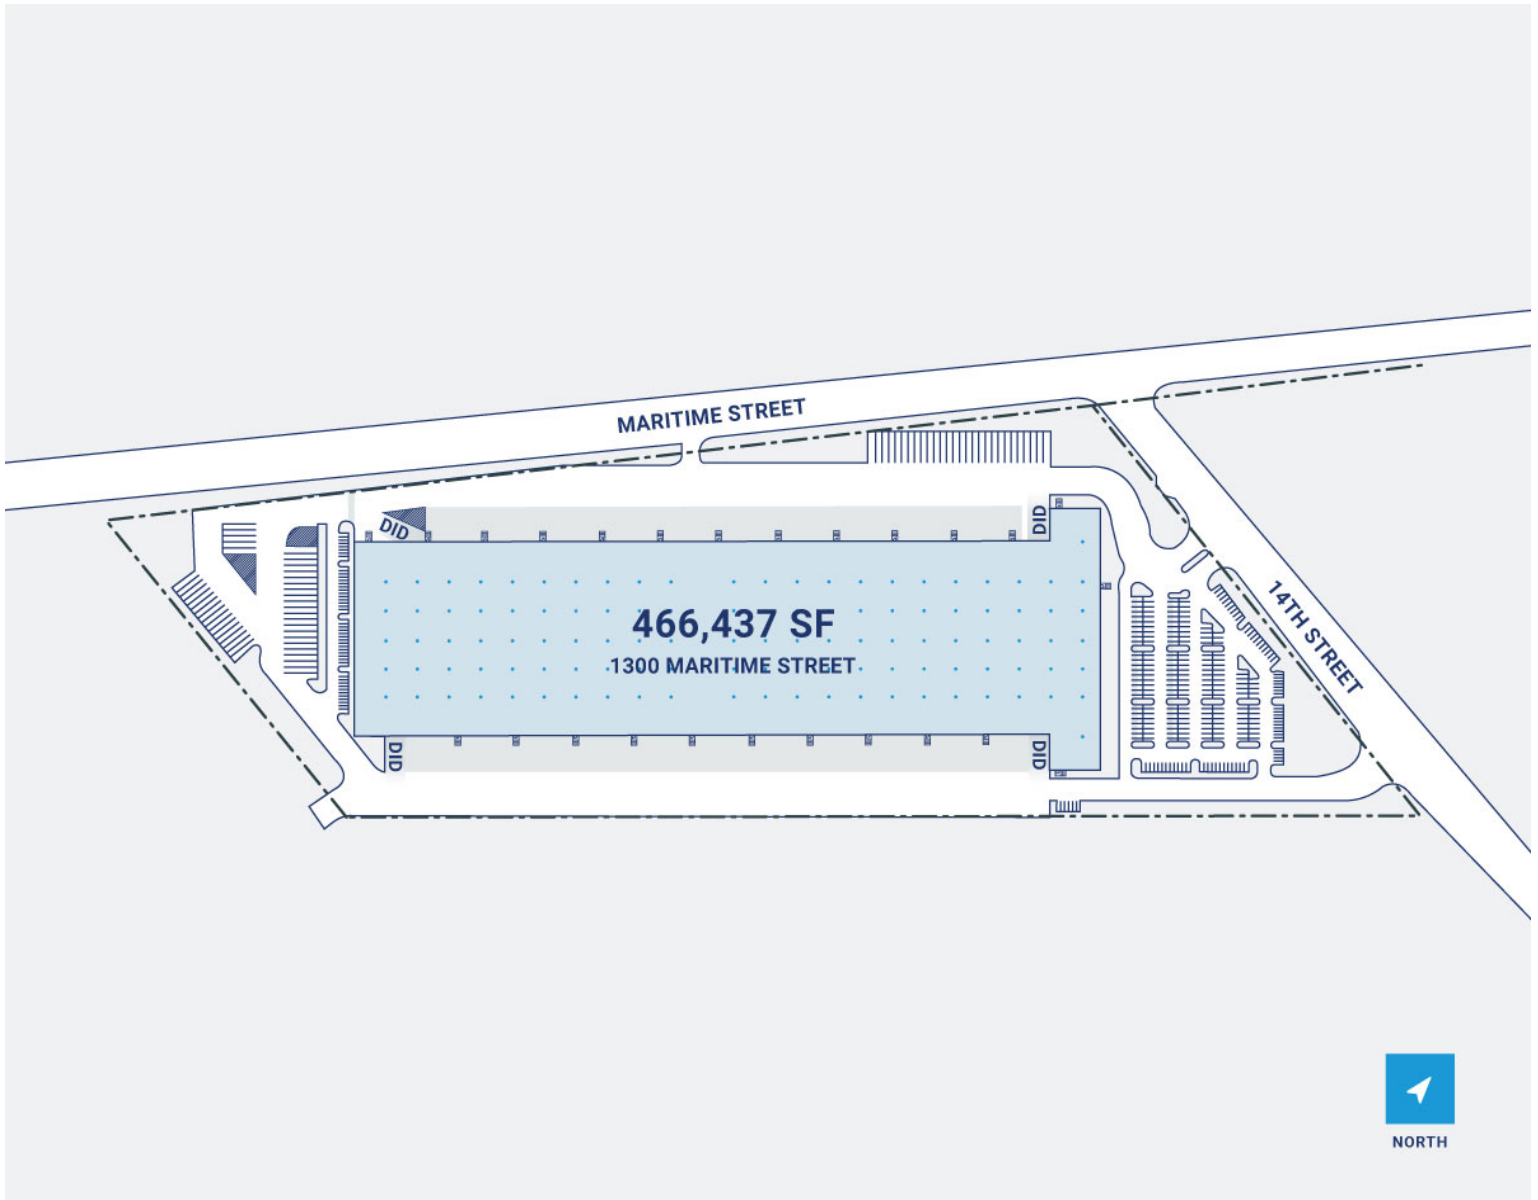 MARITIME STREET
DID
DID
14TH STREET
466,437 SF
1300 MARITIME STREET
DID
DID
NORTH